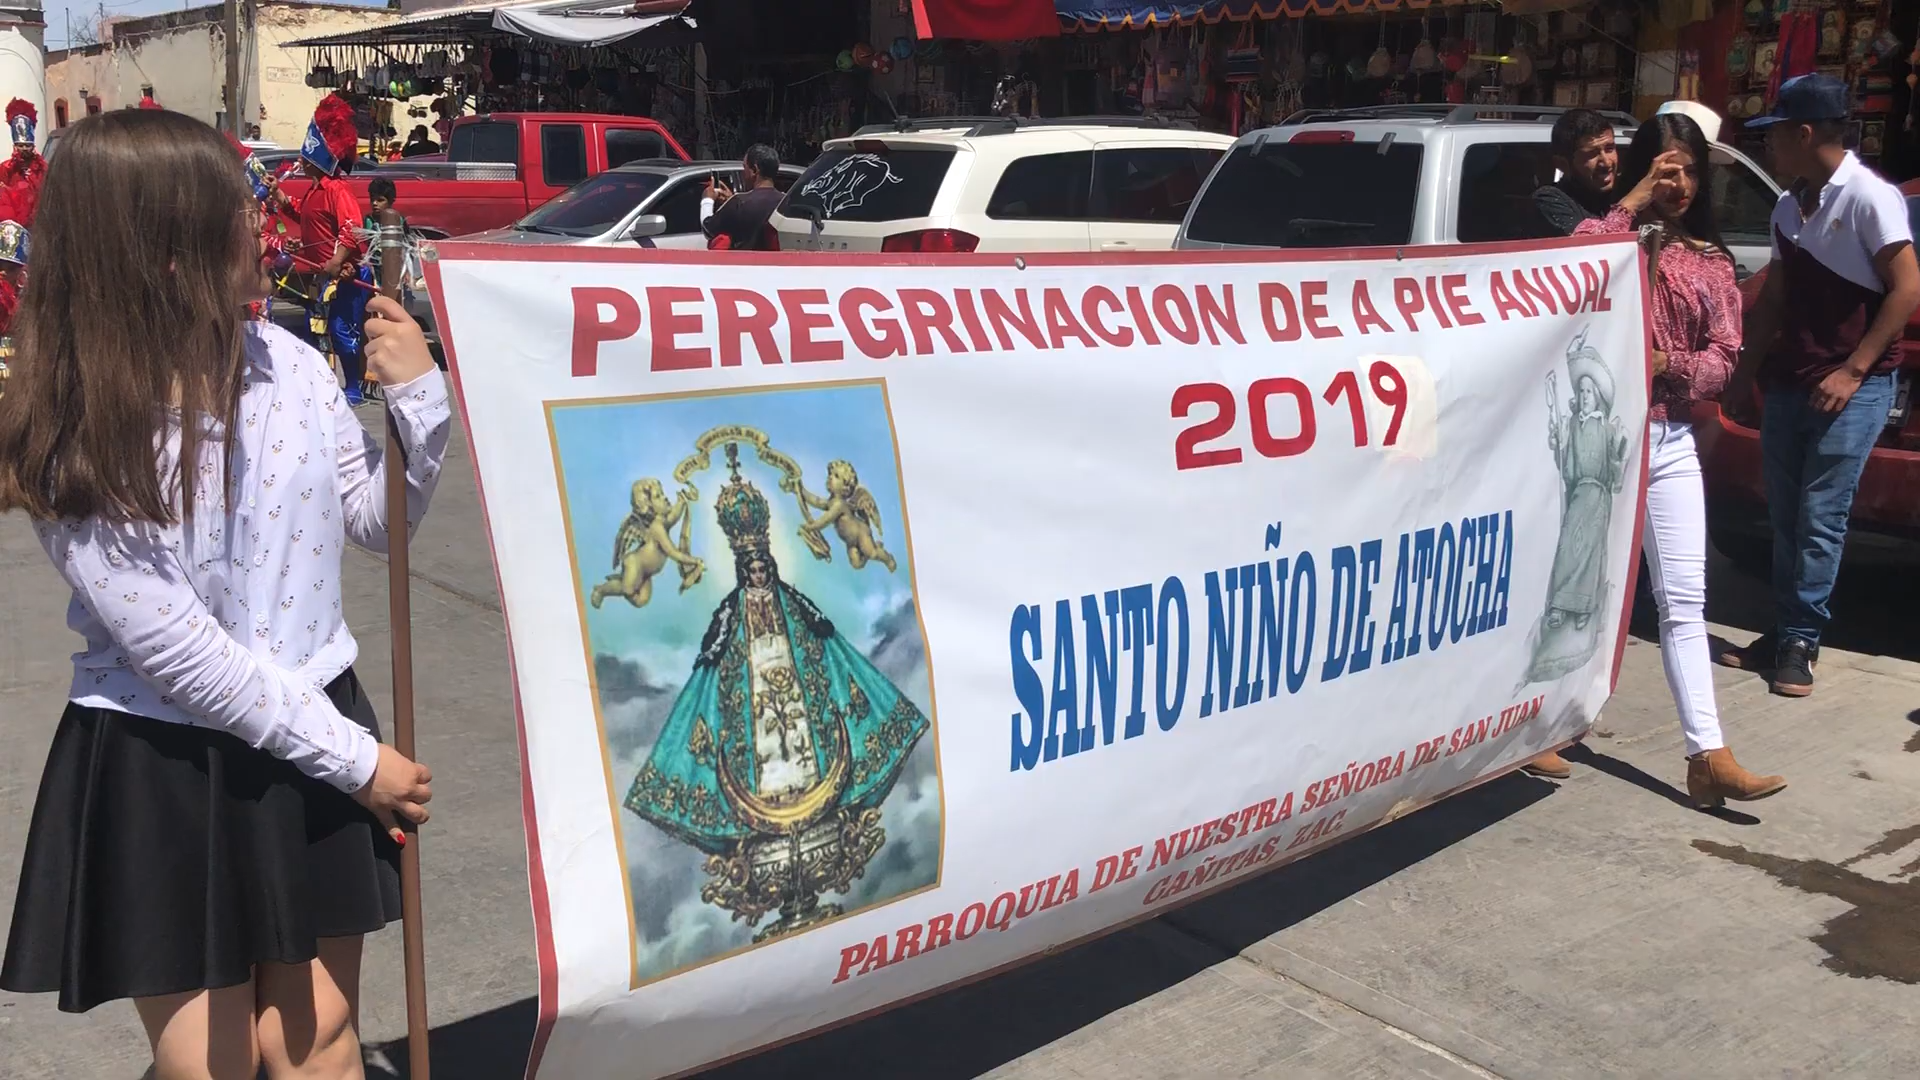 PEREGRINACION DE A PIE ANUAL
2019
SANTO NIÑO DE ATOCHA
PARROQUIA DE NUESTRA SEÑORA DE SAN JUAN
CAÑITAS, ZAC.